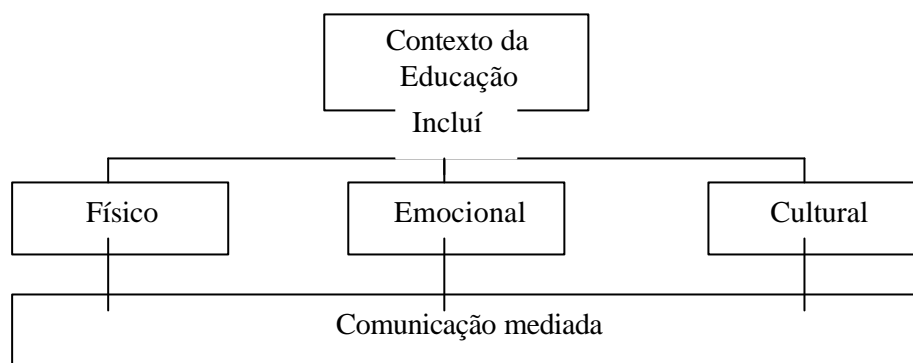 Contexto da
Educação
Incluí
Físico
Emocional
Cultural
Comunicação mediada